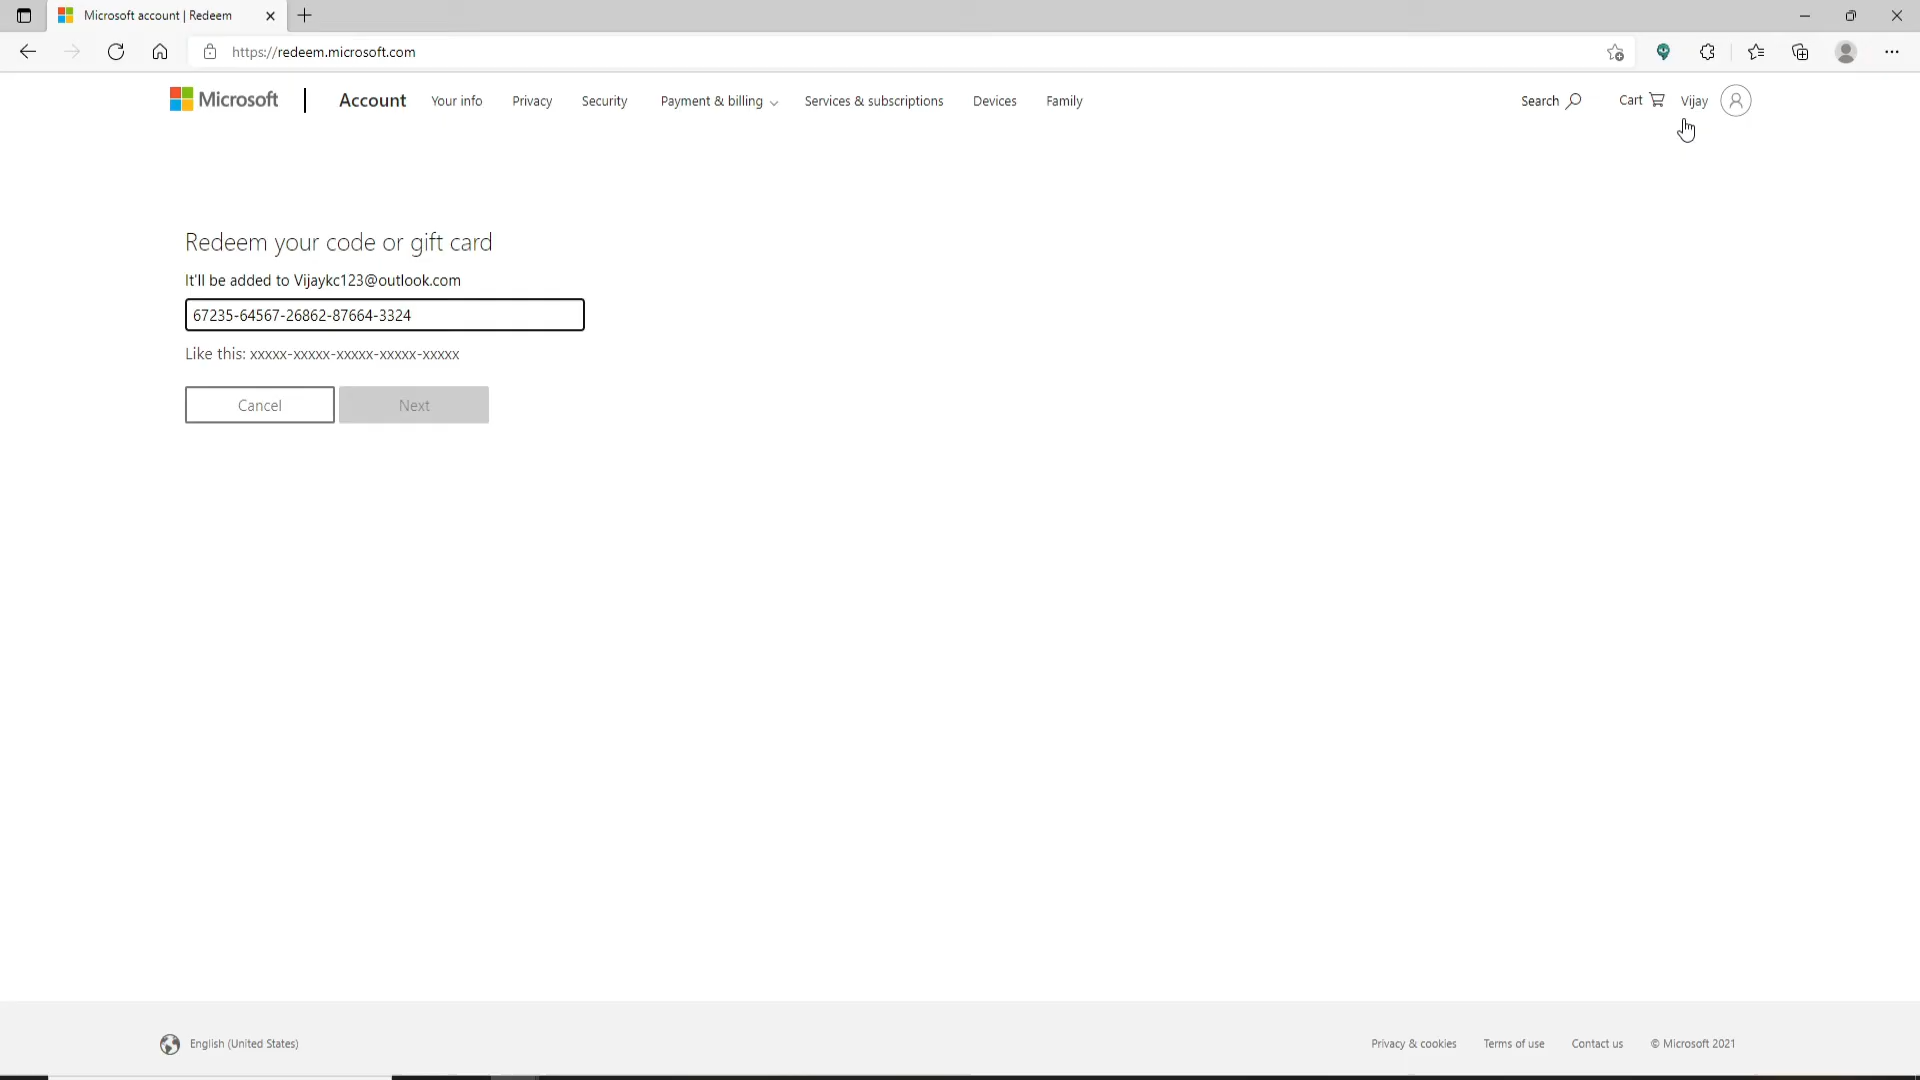 Microsoft account | Redeem
https://redeem.microsoft.com
Microsoft Account Your info Privacy Security Payment & billing Services & subscriptions Devices Family Search Cart Vijay
Redeem your code or gift card
It'll be added to Vijaykc123@outlook.com
67235-64567-26862-87664-3324
Like this: xxxxx-xxxxx-xxxxx-xxxxx-xxxxx
Cancel Next
English (United States) Privacy & cookies Terms of use Contact us © Microsoft 2021